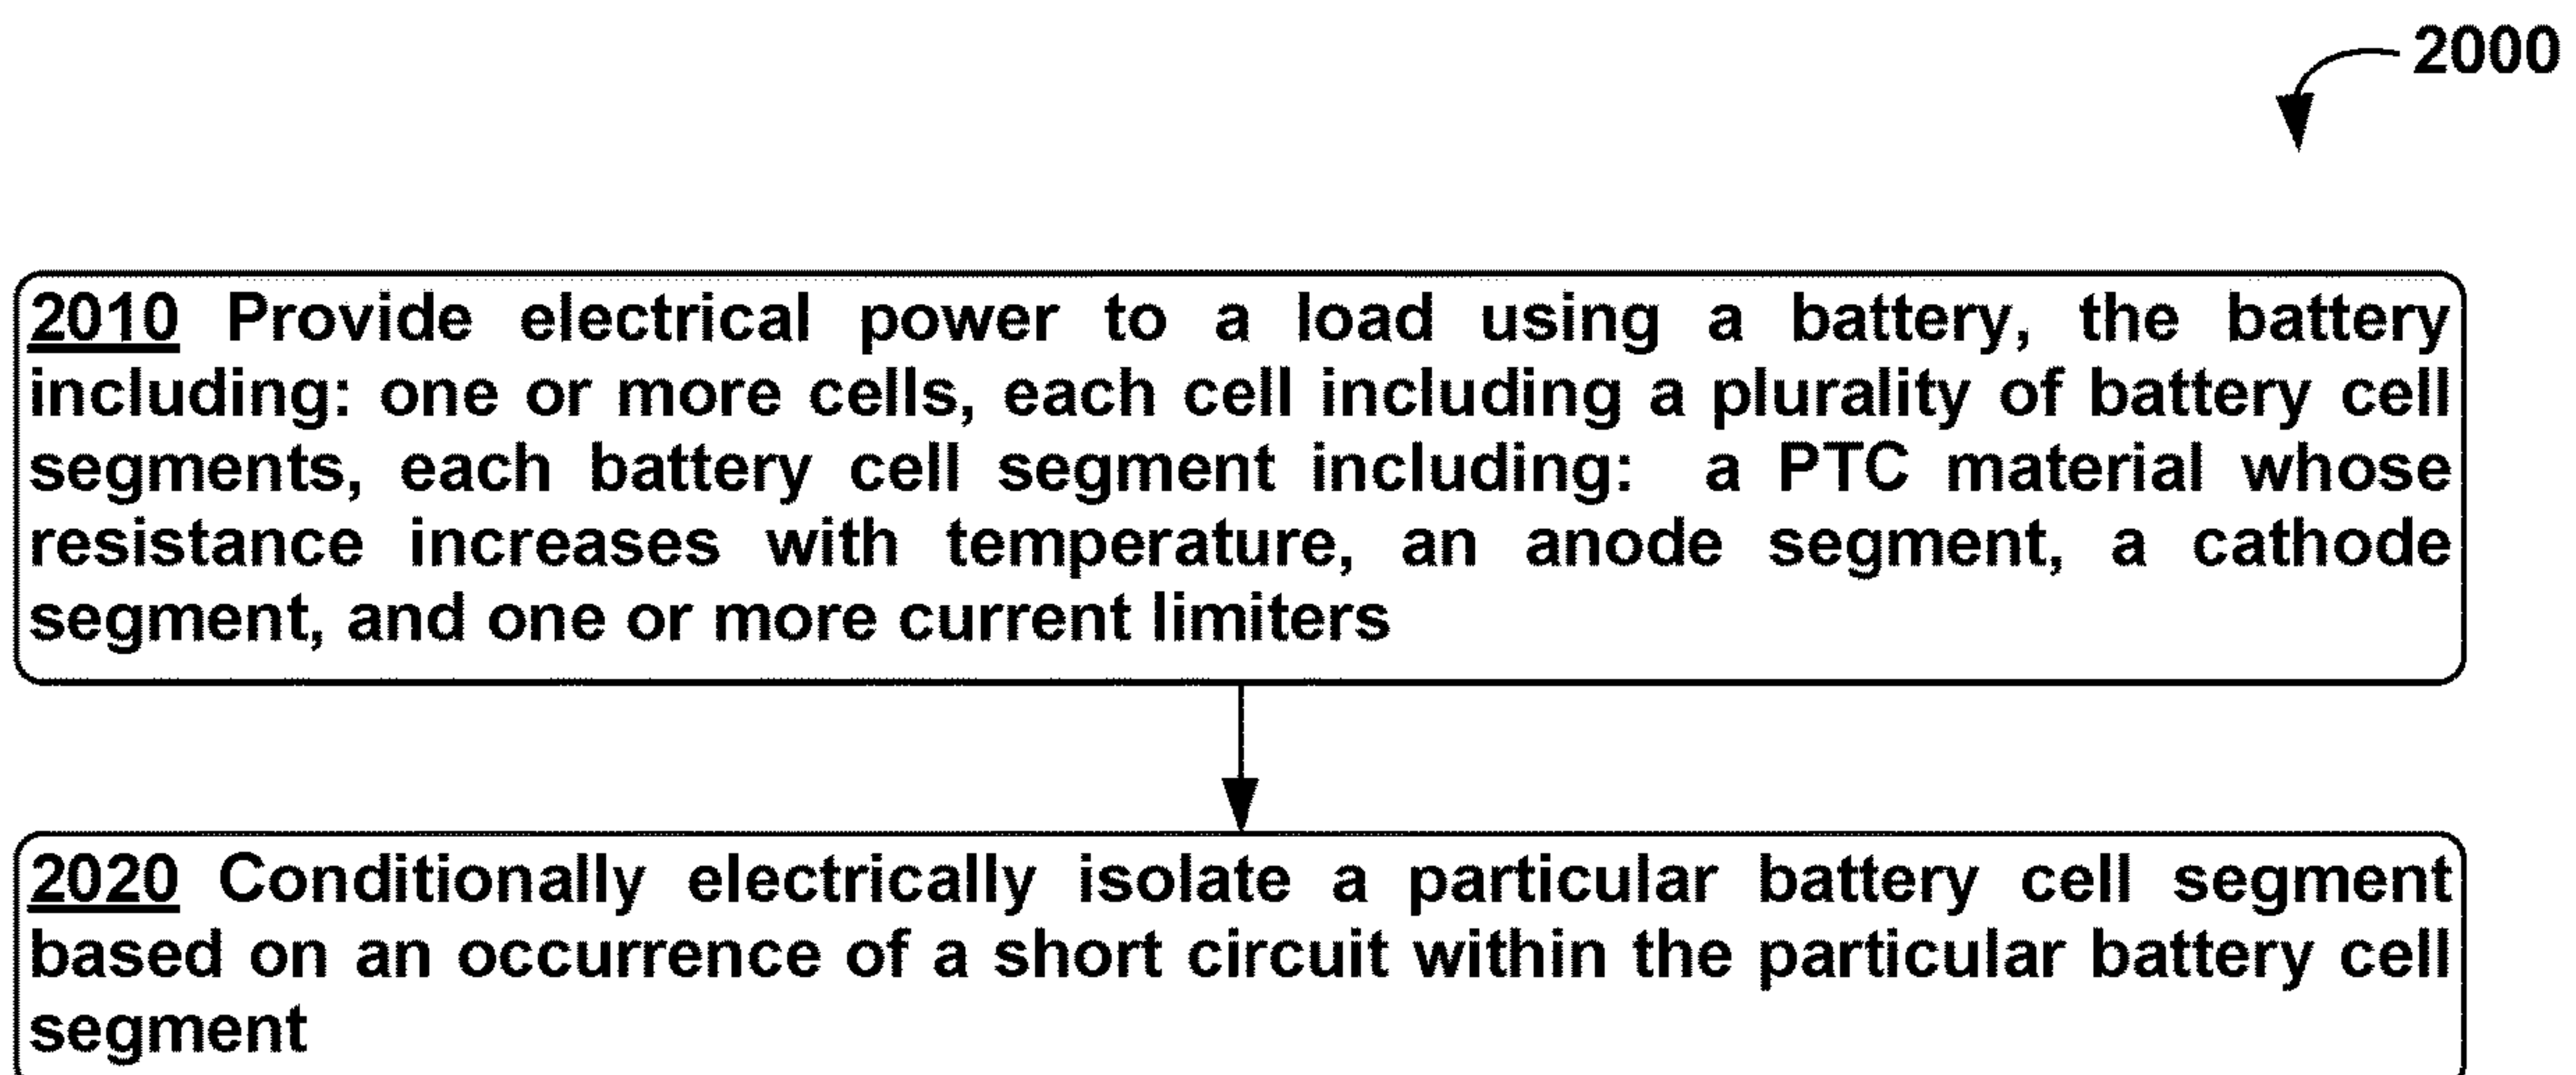 2000
2010 Provide electrical power to a load using a battery, the battery
including: one or more cells, each cell including a plurality of battery cell
segments, each battery cell segment including: a PTC material whose
resistance increases with temperature, an anode segment, a cathode
segment, and one or more current limiters
2020 Conditionally electrically isolate a particular battery cell segment
based on an occurrence of a short circuit within the particular battery cell
segment